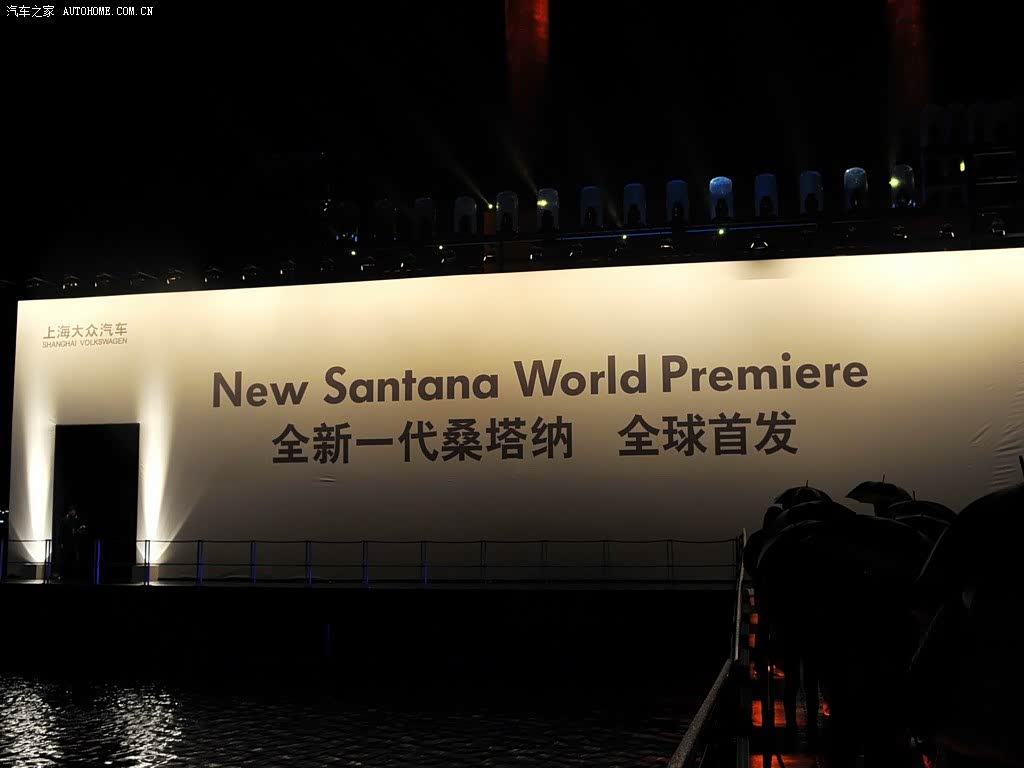 汽车之家 AUTOHOME.COM.CN
上海大众汽车
SHANGHAI VOLKSWAGEN
New Santana World Premiere
全新一代桑塔纳 全球首发